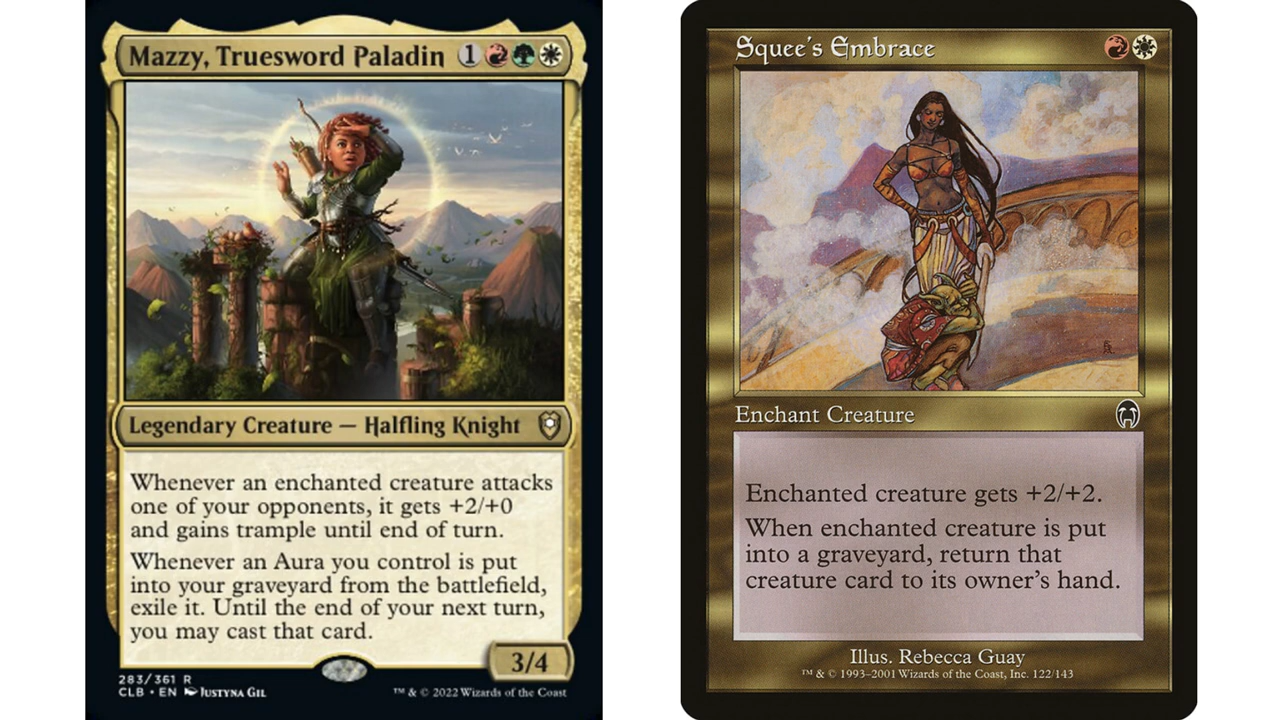 Mazzy, Truesword Paladin 1
Legendary Creature — Halfling Knight
Whenever an enchanted creature attacks
one of your opponents, it gets +2/+0
and gains trample until end of turn.
Whenever an Aura you control is put
into your graveyard from the battlefield,
exile it. Until the end of your next turn,
you may cast that card.
3/4
283/361 R
CLB • EN Justyna Gil
™ & © 2022 Wizards of the Coast
Squee's Embrace
Enchant Creature
Enchanted creature gets +2/+2.
When enchanted creature is put
into a graveyard, return that
creature card to its owner's hand.
Illus. Rebecca Guay
™ & © 1993–2001 Wizards of the Coast, Inc. 122/143